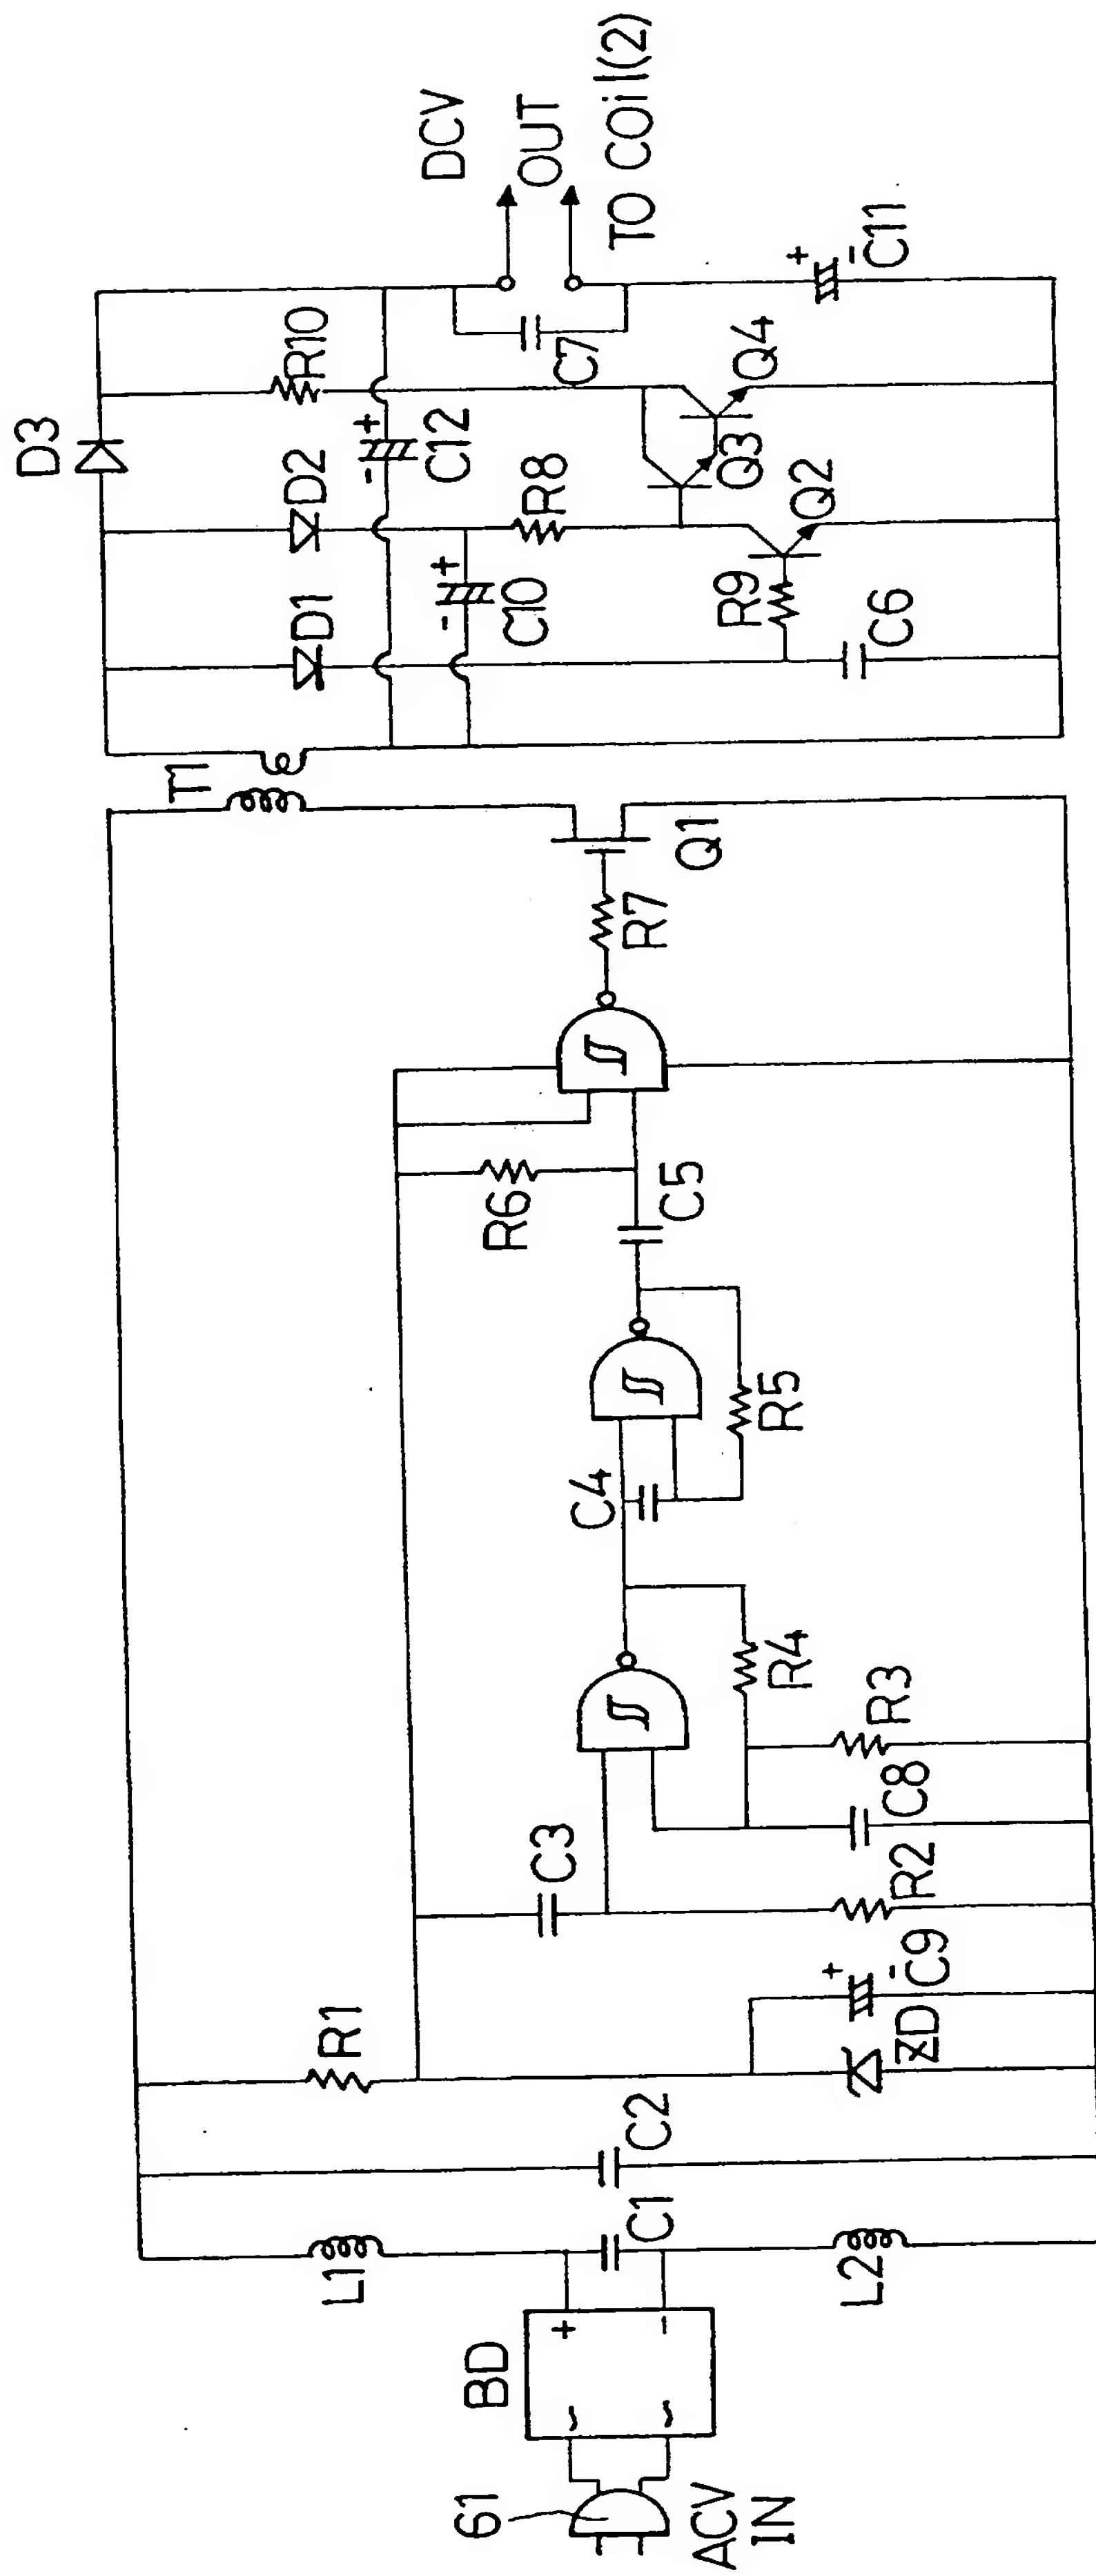 61
ACV
IN
BD
~
~
+
-
L1
C1
L2
C2
R1
ZD
+
-
C9
C3
R2
C8
R3
R4
C4
R5
C5
R6
R7
Q1
T1
D1
D2
D3
- +
C10
- +
C12
R8
R9
C6
Q2
Q3
Q4
R10
C7
+
-
C11
DCV
OUT
TO COil(2)